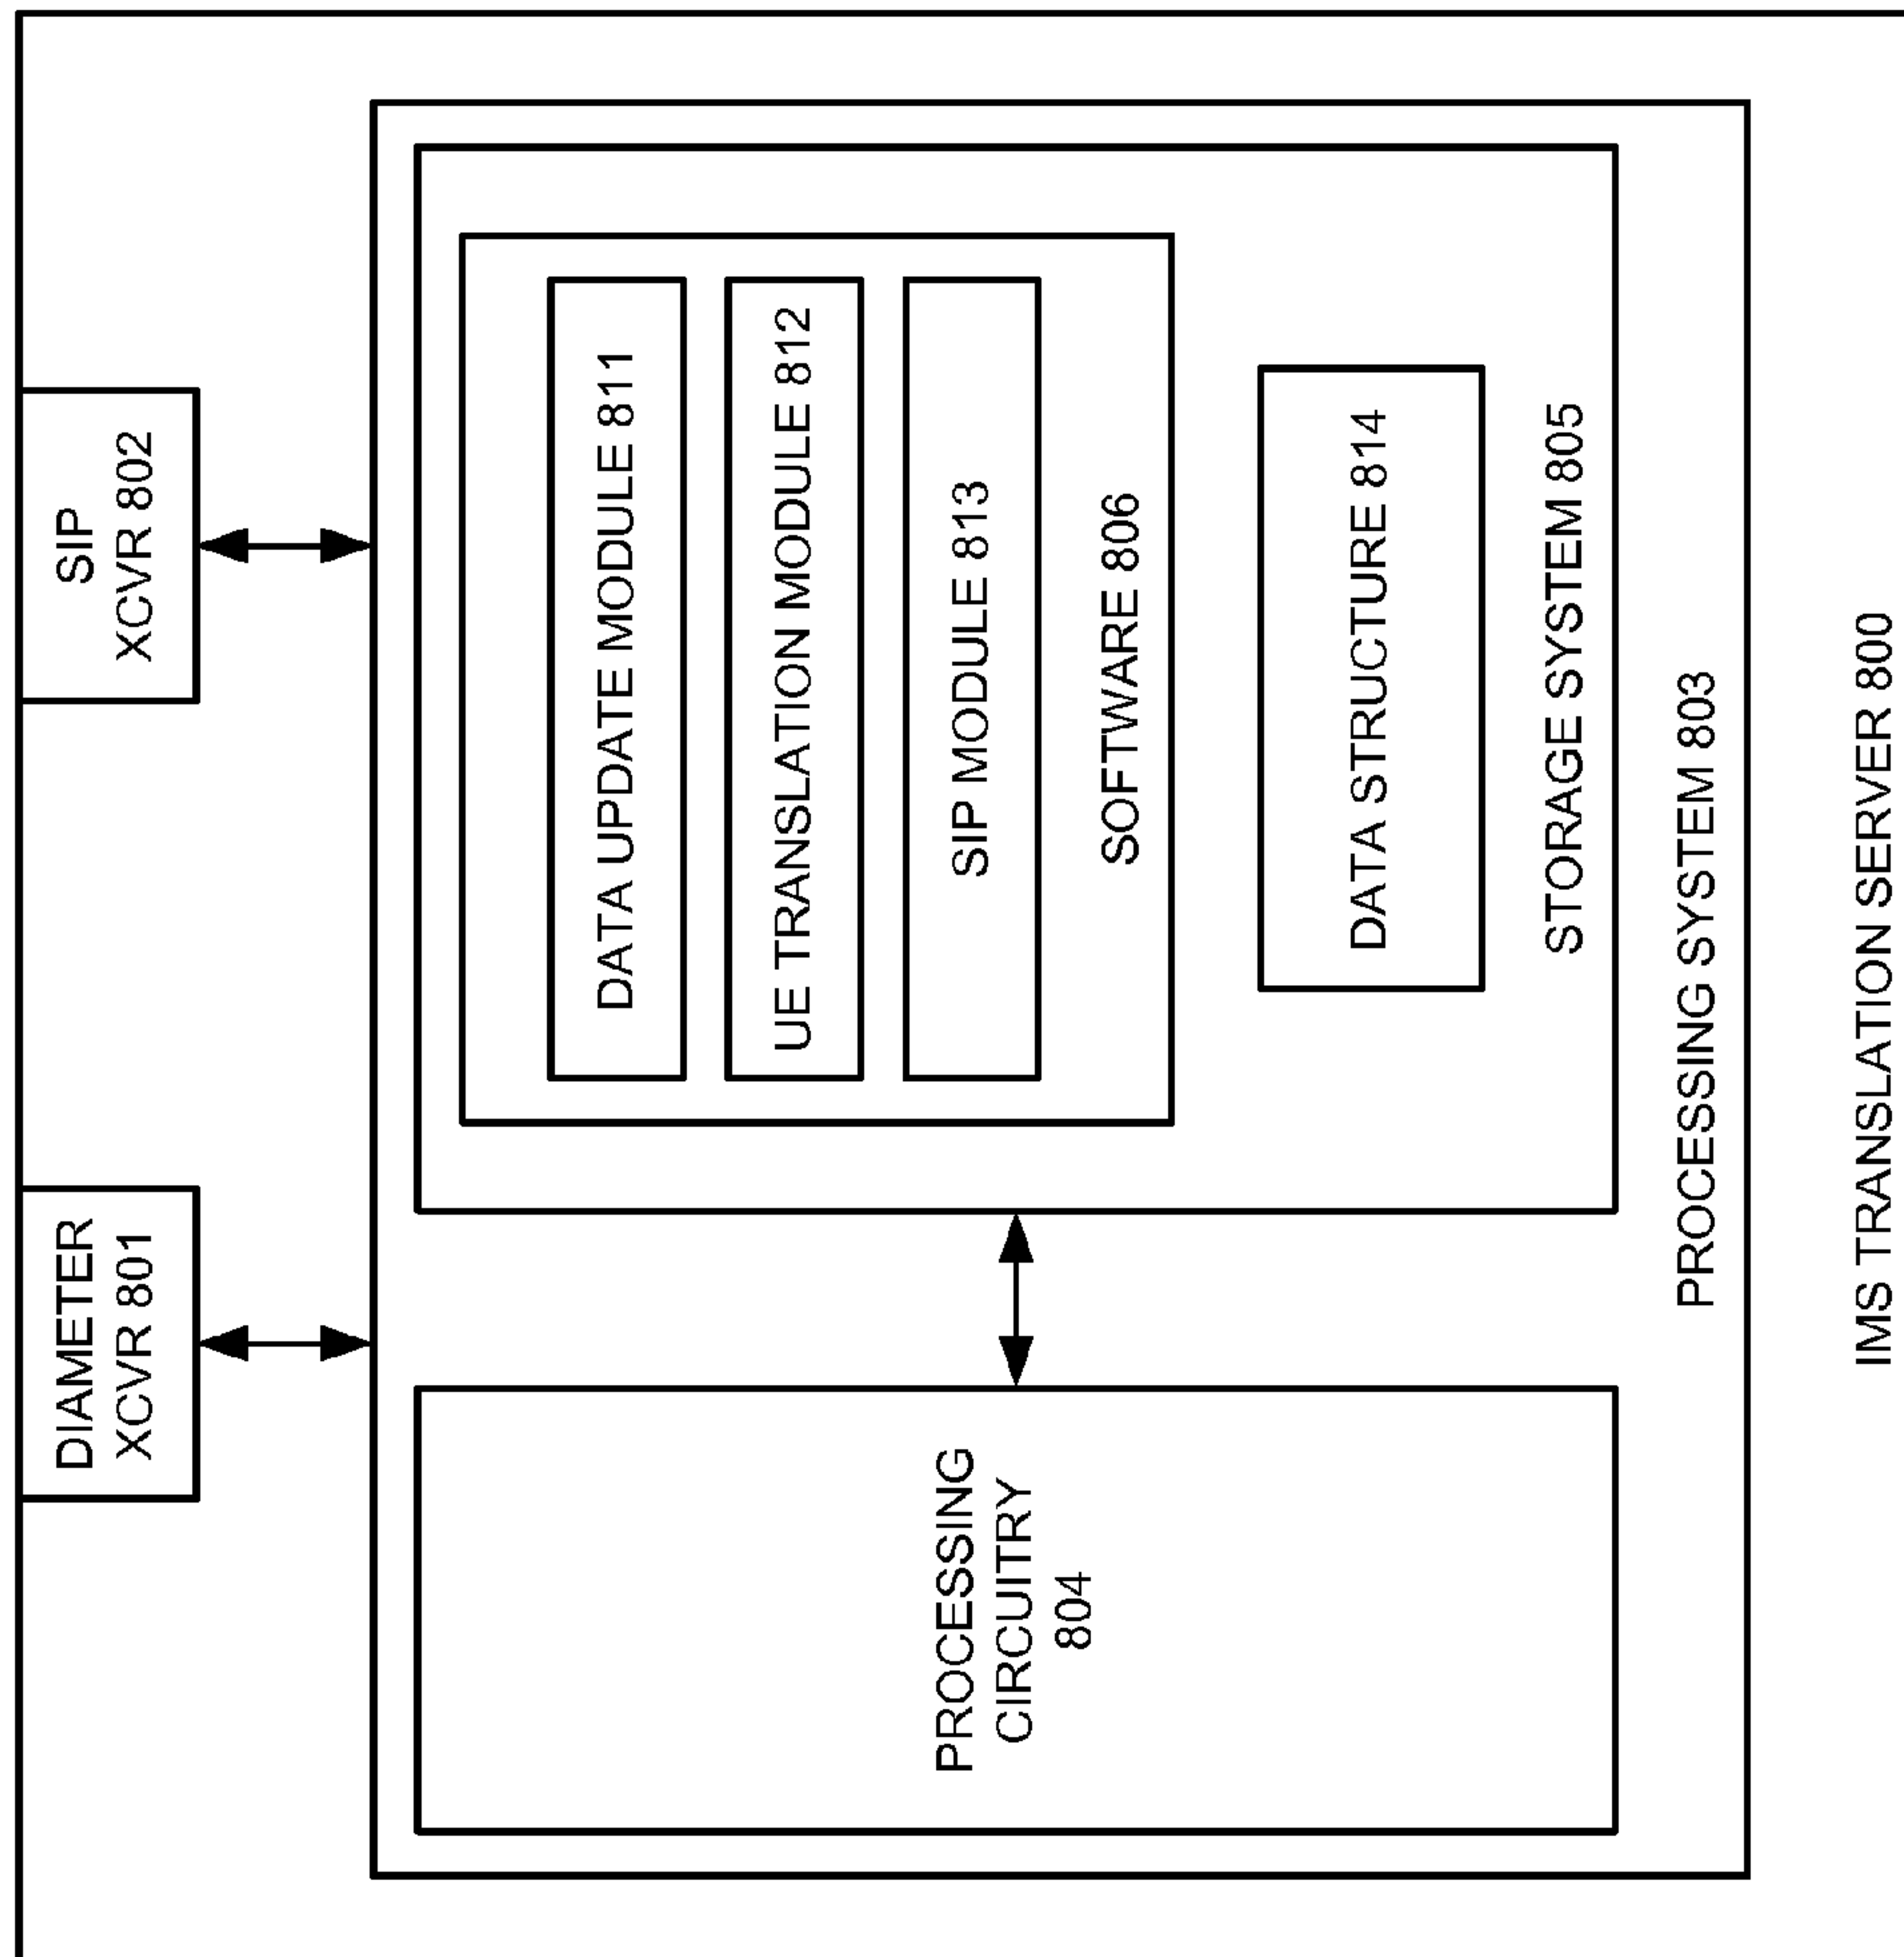 DIAMETER
XCVR 801
SIP
XCVR 802
PROCESSING
CIRCUITRY
804
DATA UPDATE MODULE 811
UE TRANSLATION MODULE 812
SIP MODULE 813
SOFTWARE 806
DATA STRUCTURE 814
STORAGE SYSTEM 805
PROCESSING SYSTEM 803
IMS TRANSLATION SERVER 800